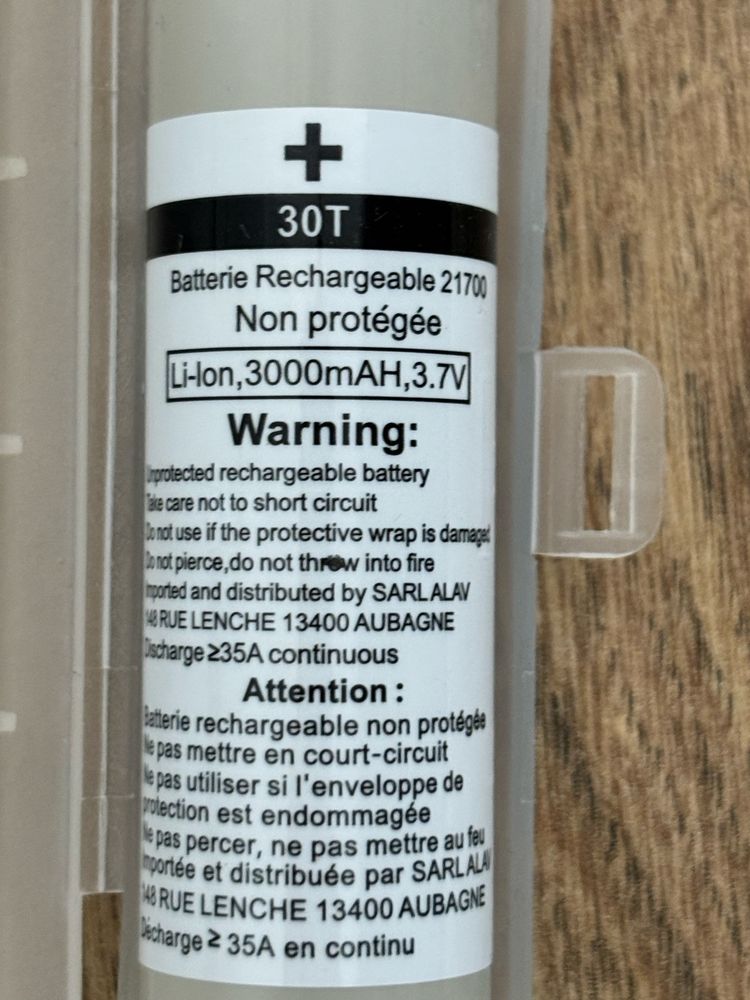 +
30T
Batterie Rechargeable 21700
Non protégée
Li-Ion,3000mAH,3.7V
Warning:
Unprotected rechargeable battery
Take care not to short circuit
Do not use if the protective wrap is damaged
Do not pierce,do not throw into fire
Imported and distributed by SARL ALAV
148 RUE LENCHE 13400 AUBAGNE
Discharge ≥35A continuous
Attention :
Batterie rechargeable non protégée
Ne pas mettre en court-circuit
Ne pas utiliser si l'enveloppe de
protection est endommagée
Ne pas percer, ne pas mettre au feu
Importée et distribuée par SARL ALAV
148 RUE LENCHE 13400 AUBAGNE
Décharge ≥ 35A en continu